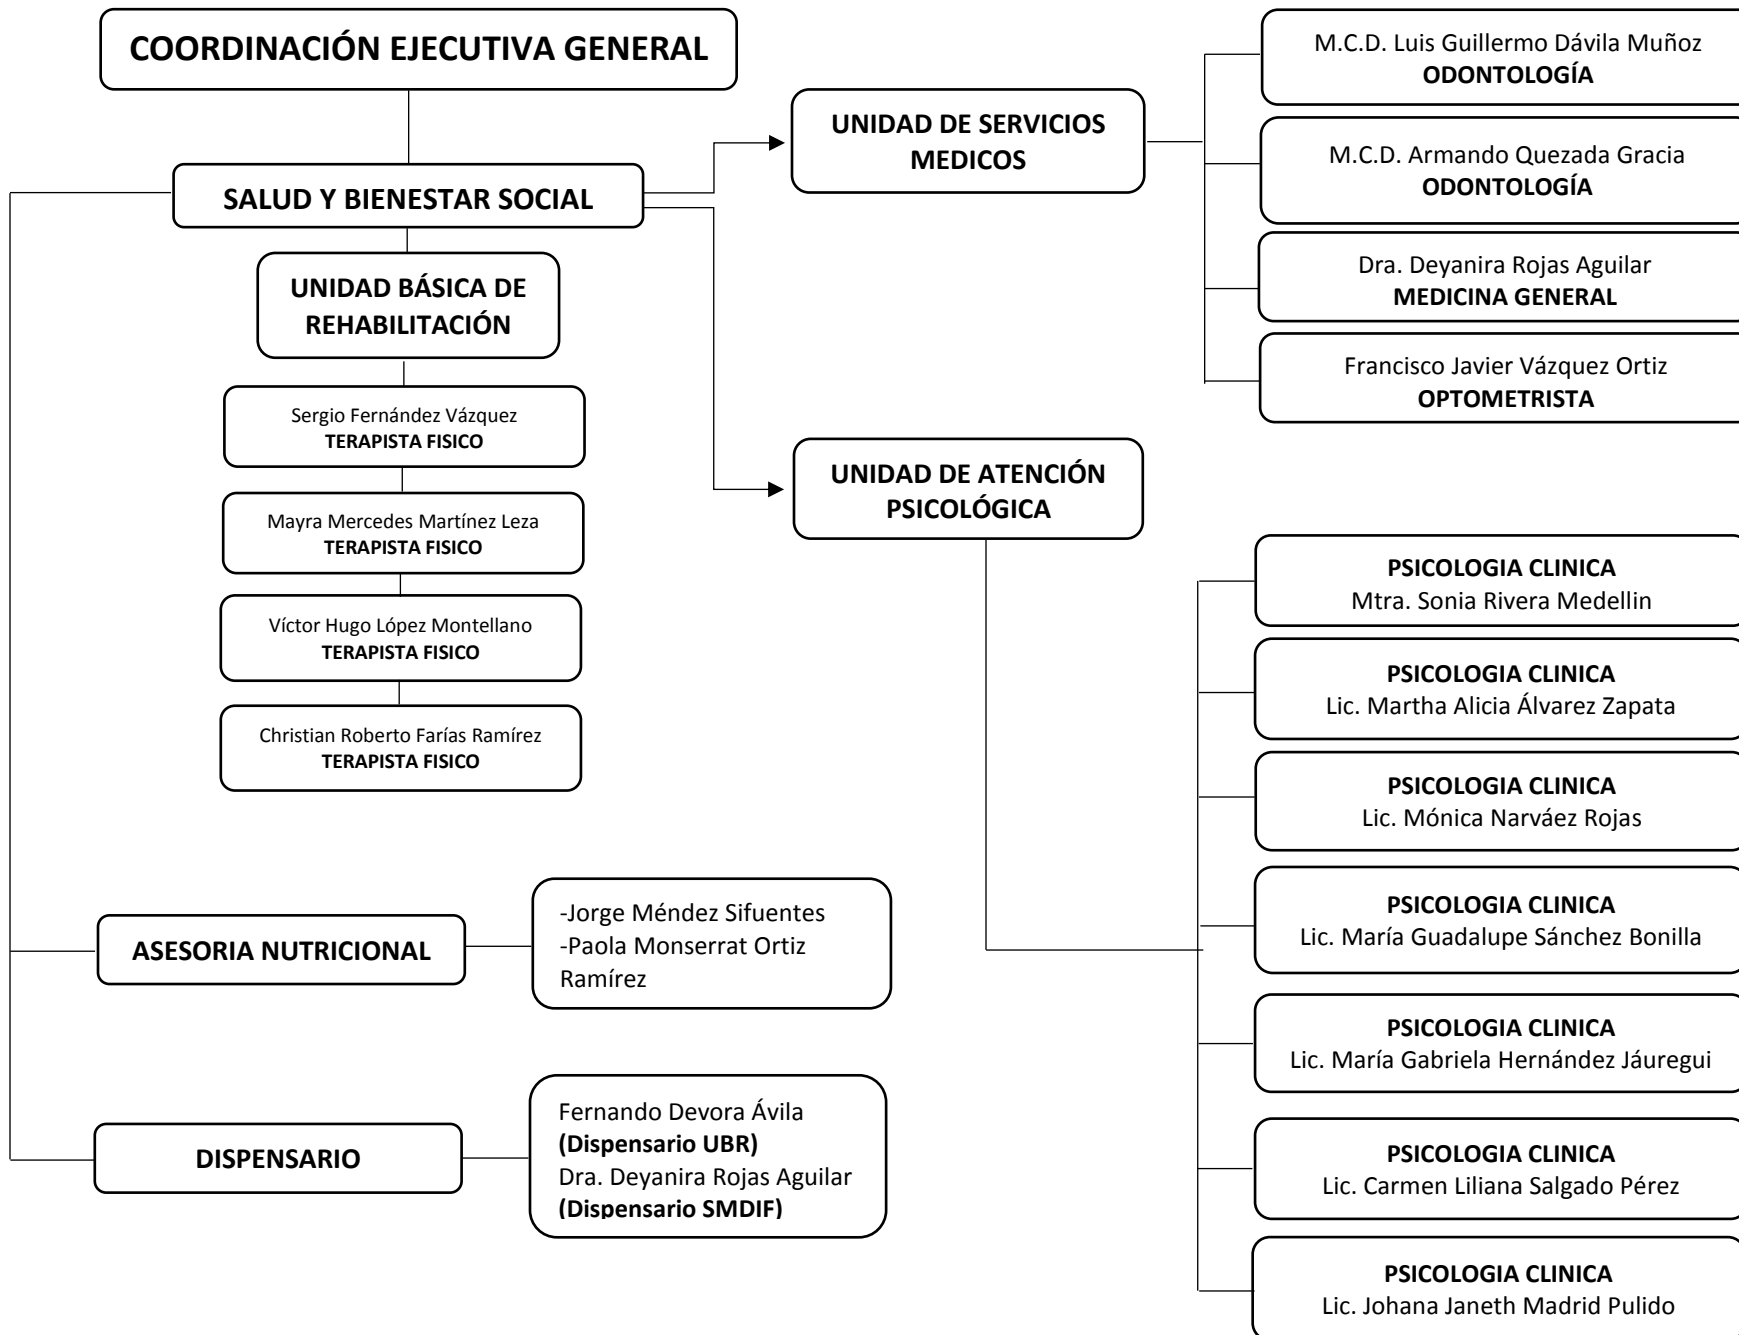 COORDINACIÓN EJECUTIVA GENERAL
SALUD Y BIENESTAR SOCIAL
UNIDAD BÁSICA DE
REHABILITACIÓN
Sergio Fernández Vázquez
TERAPISTA FISICO
Mayra Mercedes Martínez Leza
TERAPISTA FISICO
Víctor Hugo López Montellano
TERAPISTA FISICO
Christian Roberto Farías Ramírez
TERAPISTA FISICO
ASESORIA NUTRICIONAL
-Jorge Méndez Sifuentes
-Paola Monserrat Ortiz
Ramírez
DISPENSARIO
Fernando Devora Ávila
(Dispensario UBR)
Dra. Deyanira Rojas Aguilar
(Dispensario SMDIF)
UNIDAD DE SERVICIOS
MEDICOS
M.C.D. Luis Guillermo Dávila Muñoz
ODONTOLOGÍA
M.C.D. Armando Quezada Gracia
ODONTOLOGÍA
Dra. Deyanira Rojas Aguilar
MEDICINA GENERAL
Francisco Javier Vázquez Ortiz
OPTOMETRISTA
UNIDAD DE ATENCIÓN
PSICOLÓGICA
PSICOLOGIA CLINICA
Mtra. Sonia Rivera Medellin
PSICOLOGIA CLINICA
Lic. Martha Alicia Álvarez Zapata
PSICOLOGIA CLINICA
Lic. Mónica Narváez Rojas
PSICOLOGIA CLINICA
Lic. María Guadalupe Sánchez Bonilla
PSICOLOGIA CLINICA
Lic. María Gabriela Hernández Jáuregui
PSICOLOGIA CLINICA
Lic. Carmen Liliana Salgado Pérez
PSICOLOGIA CLINICA
Lic. Johana Janeth Madrid Pulido